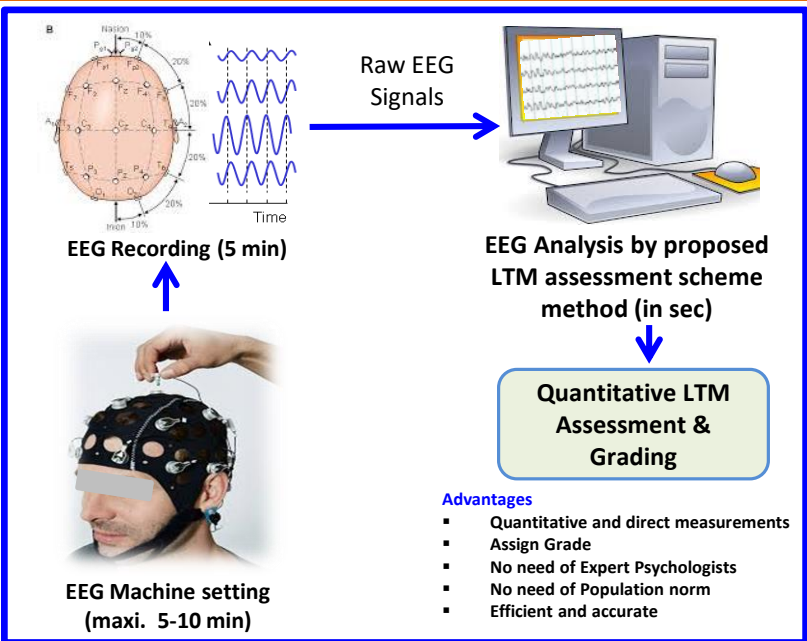 B
Nasion
10%
20%
20%
20%
20%
10%
Inion
Time
EEG Recording (5 min)
Raw EEG
Signals
EEG Analysis by proposed
LTM assessment scheme
method (in sec)
Quantitative LTM
Assessment &
Grading
EEG Machine setting
(maxi. 5-10 min)
Advantages
▪ Quantitative and direct measurements
▪ Assign Grade
▪ No need of Expert Psychologists
▪ No need of Population norm
▪ Efficient and accurate